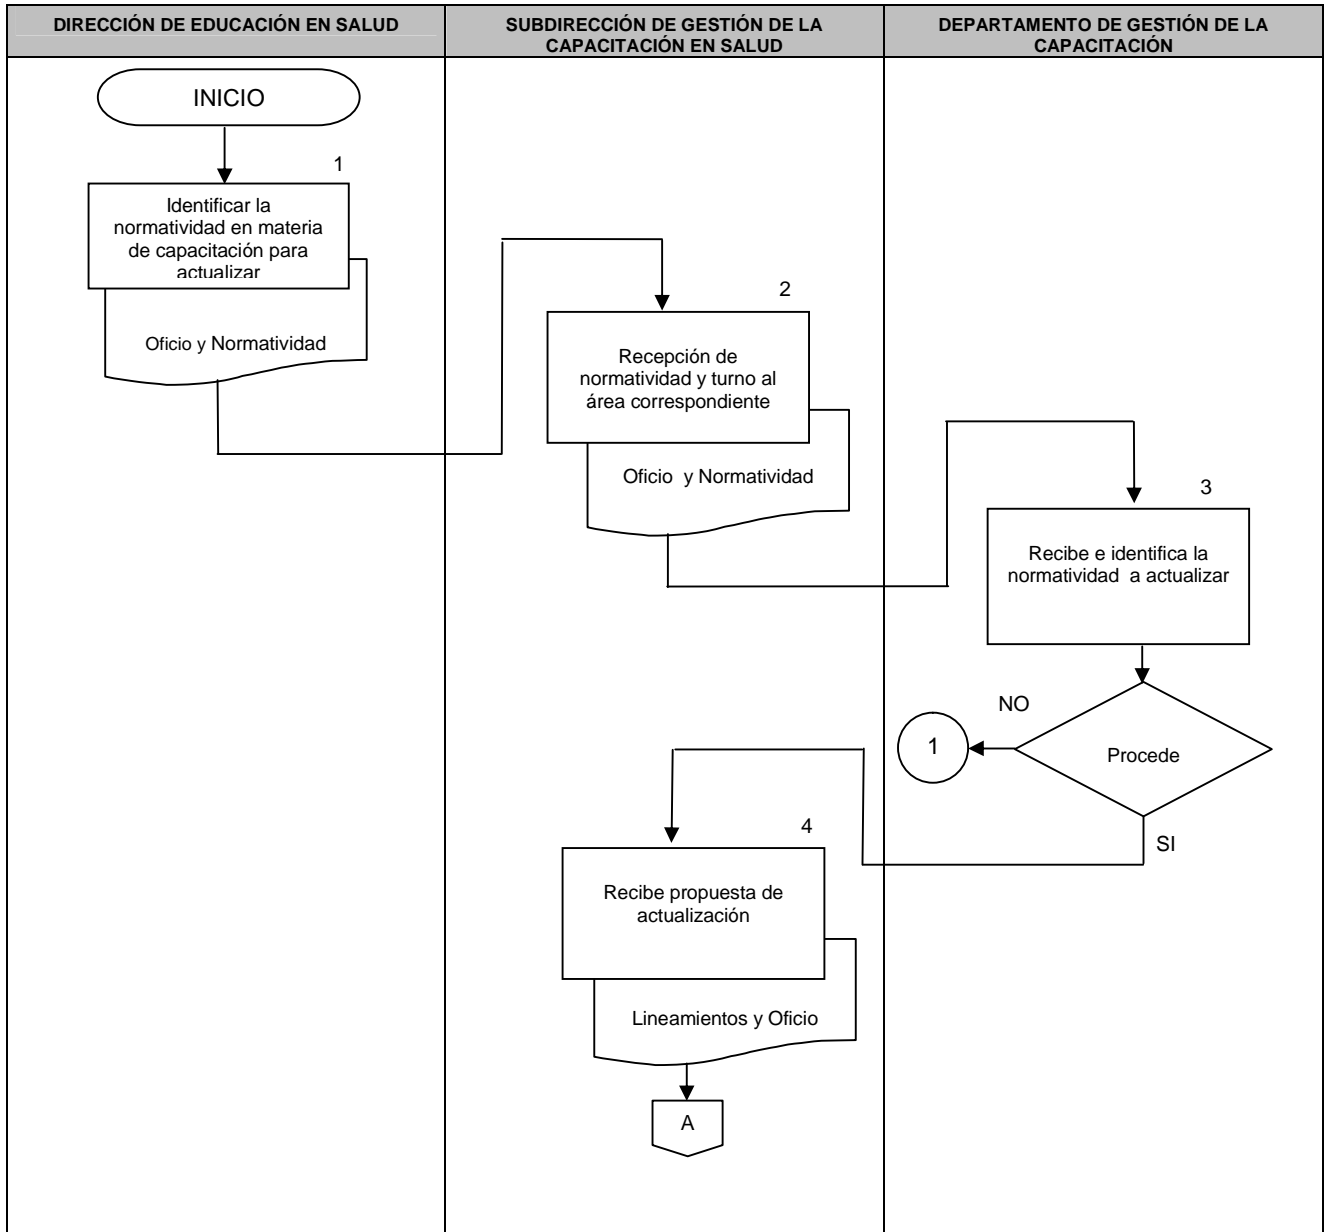 DIRECCIÓN DE EDUCACIÓN EN SALUD
SUBDIRECCIÓN DE GESTIÓN DE LA
CAPACITACIÓN EN SALUD
DEPARTAMENTO DE GESTIÓN DE LA
CAPACITACIÓN
INICIO
1
Identificar la
normatividad en materia
de capacitación para
actualizar
Oficio y Normatividad
2
Recepción de
normatividad y turno al
área correspondiente
Oficio y Normatividad
3
Recibe e identifica la
normatividad a actualizar
NO
1
Procede
SI
4
Recibe propuesta de
actualización
Lineamientos y Oficio
A